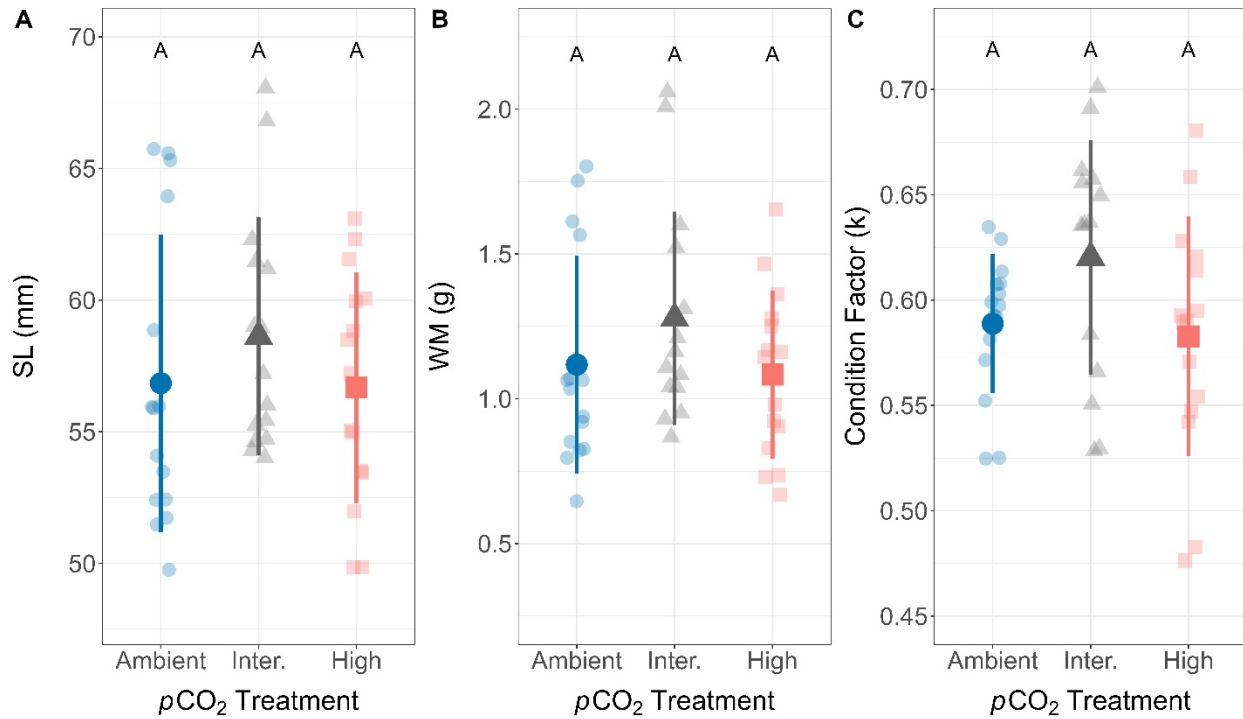 A
A A A
70
65
60
55
50
SL (mm)
Ambient Inter. High
pCO₂ Treatment
B
A A A
2.0
1.5
1.0
0.5
WM (g)
Ambient Inter. High
pCO₂ Treatment
C
A A A
0.70
0.65
0.60
0.55
0.50
0.45
Condition Factor (k)
Ambient Inter. High
pCO₂ Treatment